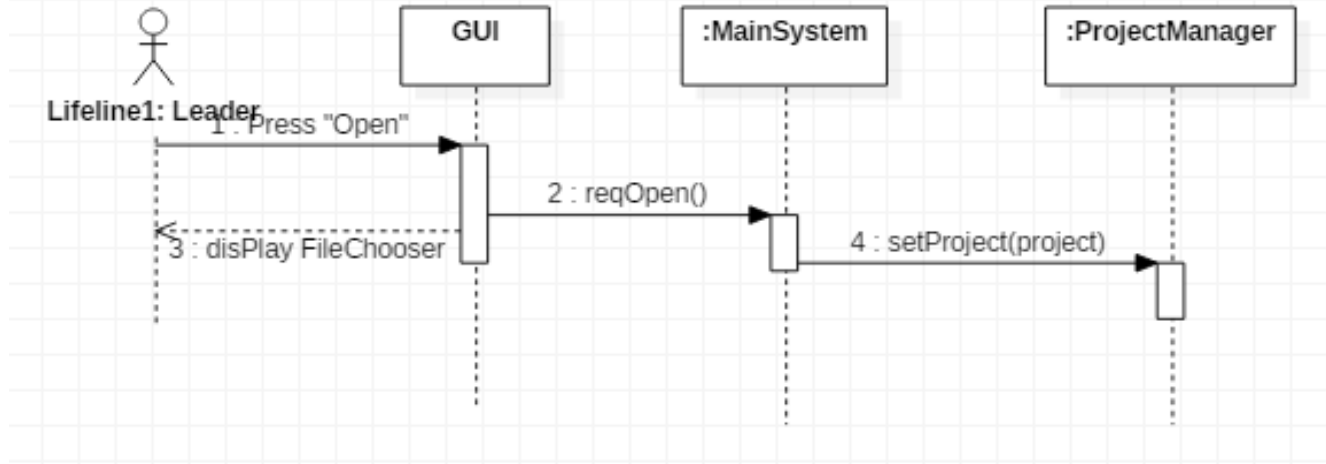 GUI
:MainSystem
:ProjectManager
Lifeline1: Leader
1 : Press "Open"
2 : reqOpen()
3 : disPlay FileChooser
4 : setProject(project)